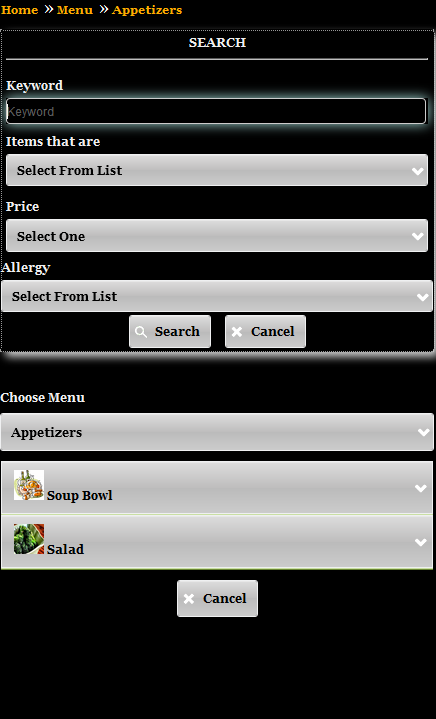 Home » Menu » Appetizers
SEARCH
Keyword
Keyword
Items that are
Select From List
Price
Select One
Allergy
Select From List
Search Cancel
Choose Menu
Appetizers
Soup Bowl
Salad
Cancel